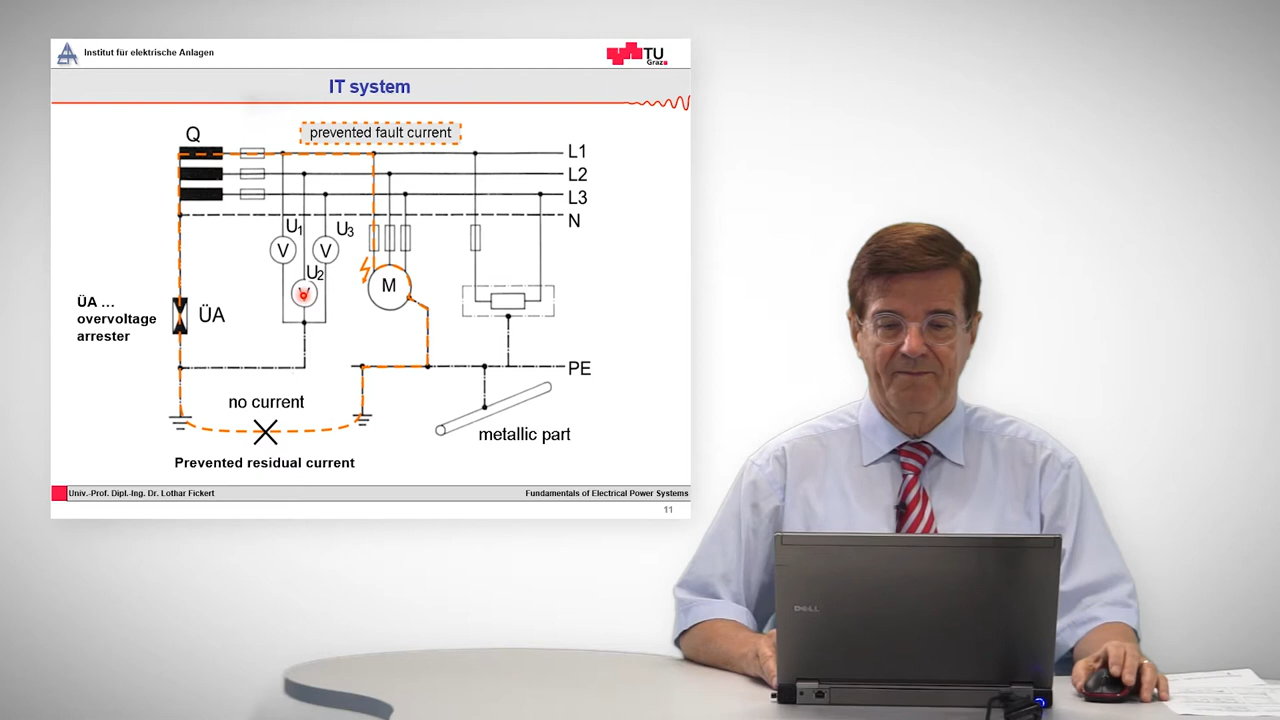 Institut für elektrische Anlagen
TU
Graz
IT system
prevented fault current
Q
L1
L2
L3
N
U1
U3
V
V
U2
M
ÜA ...
overvoltage
arrester
ÜA
PE
no current
metallic part
Prevented residual current
Univ.-Prof. Dipl.-Ing. Dr. Lothar Fickert
Fundamentals of Electrical Power Systems
11
DELL